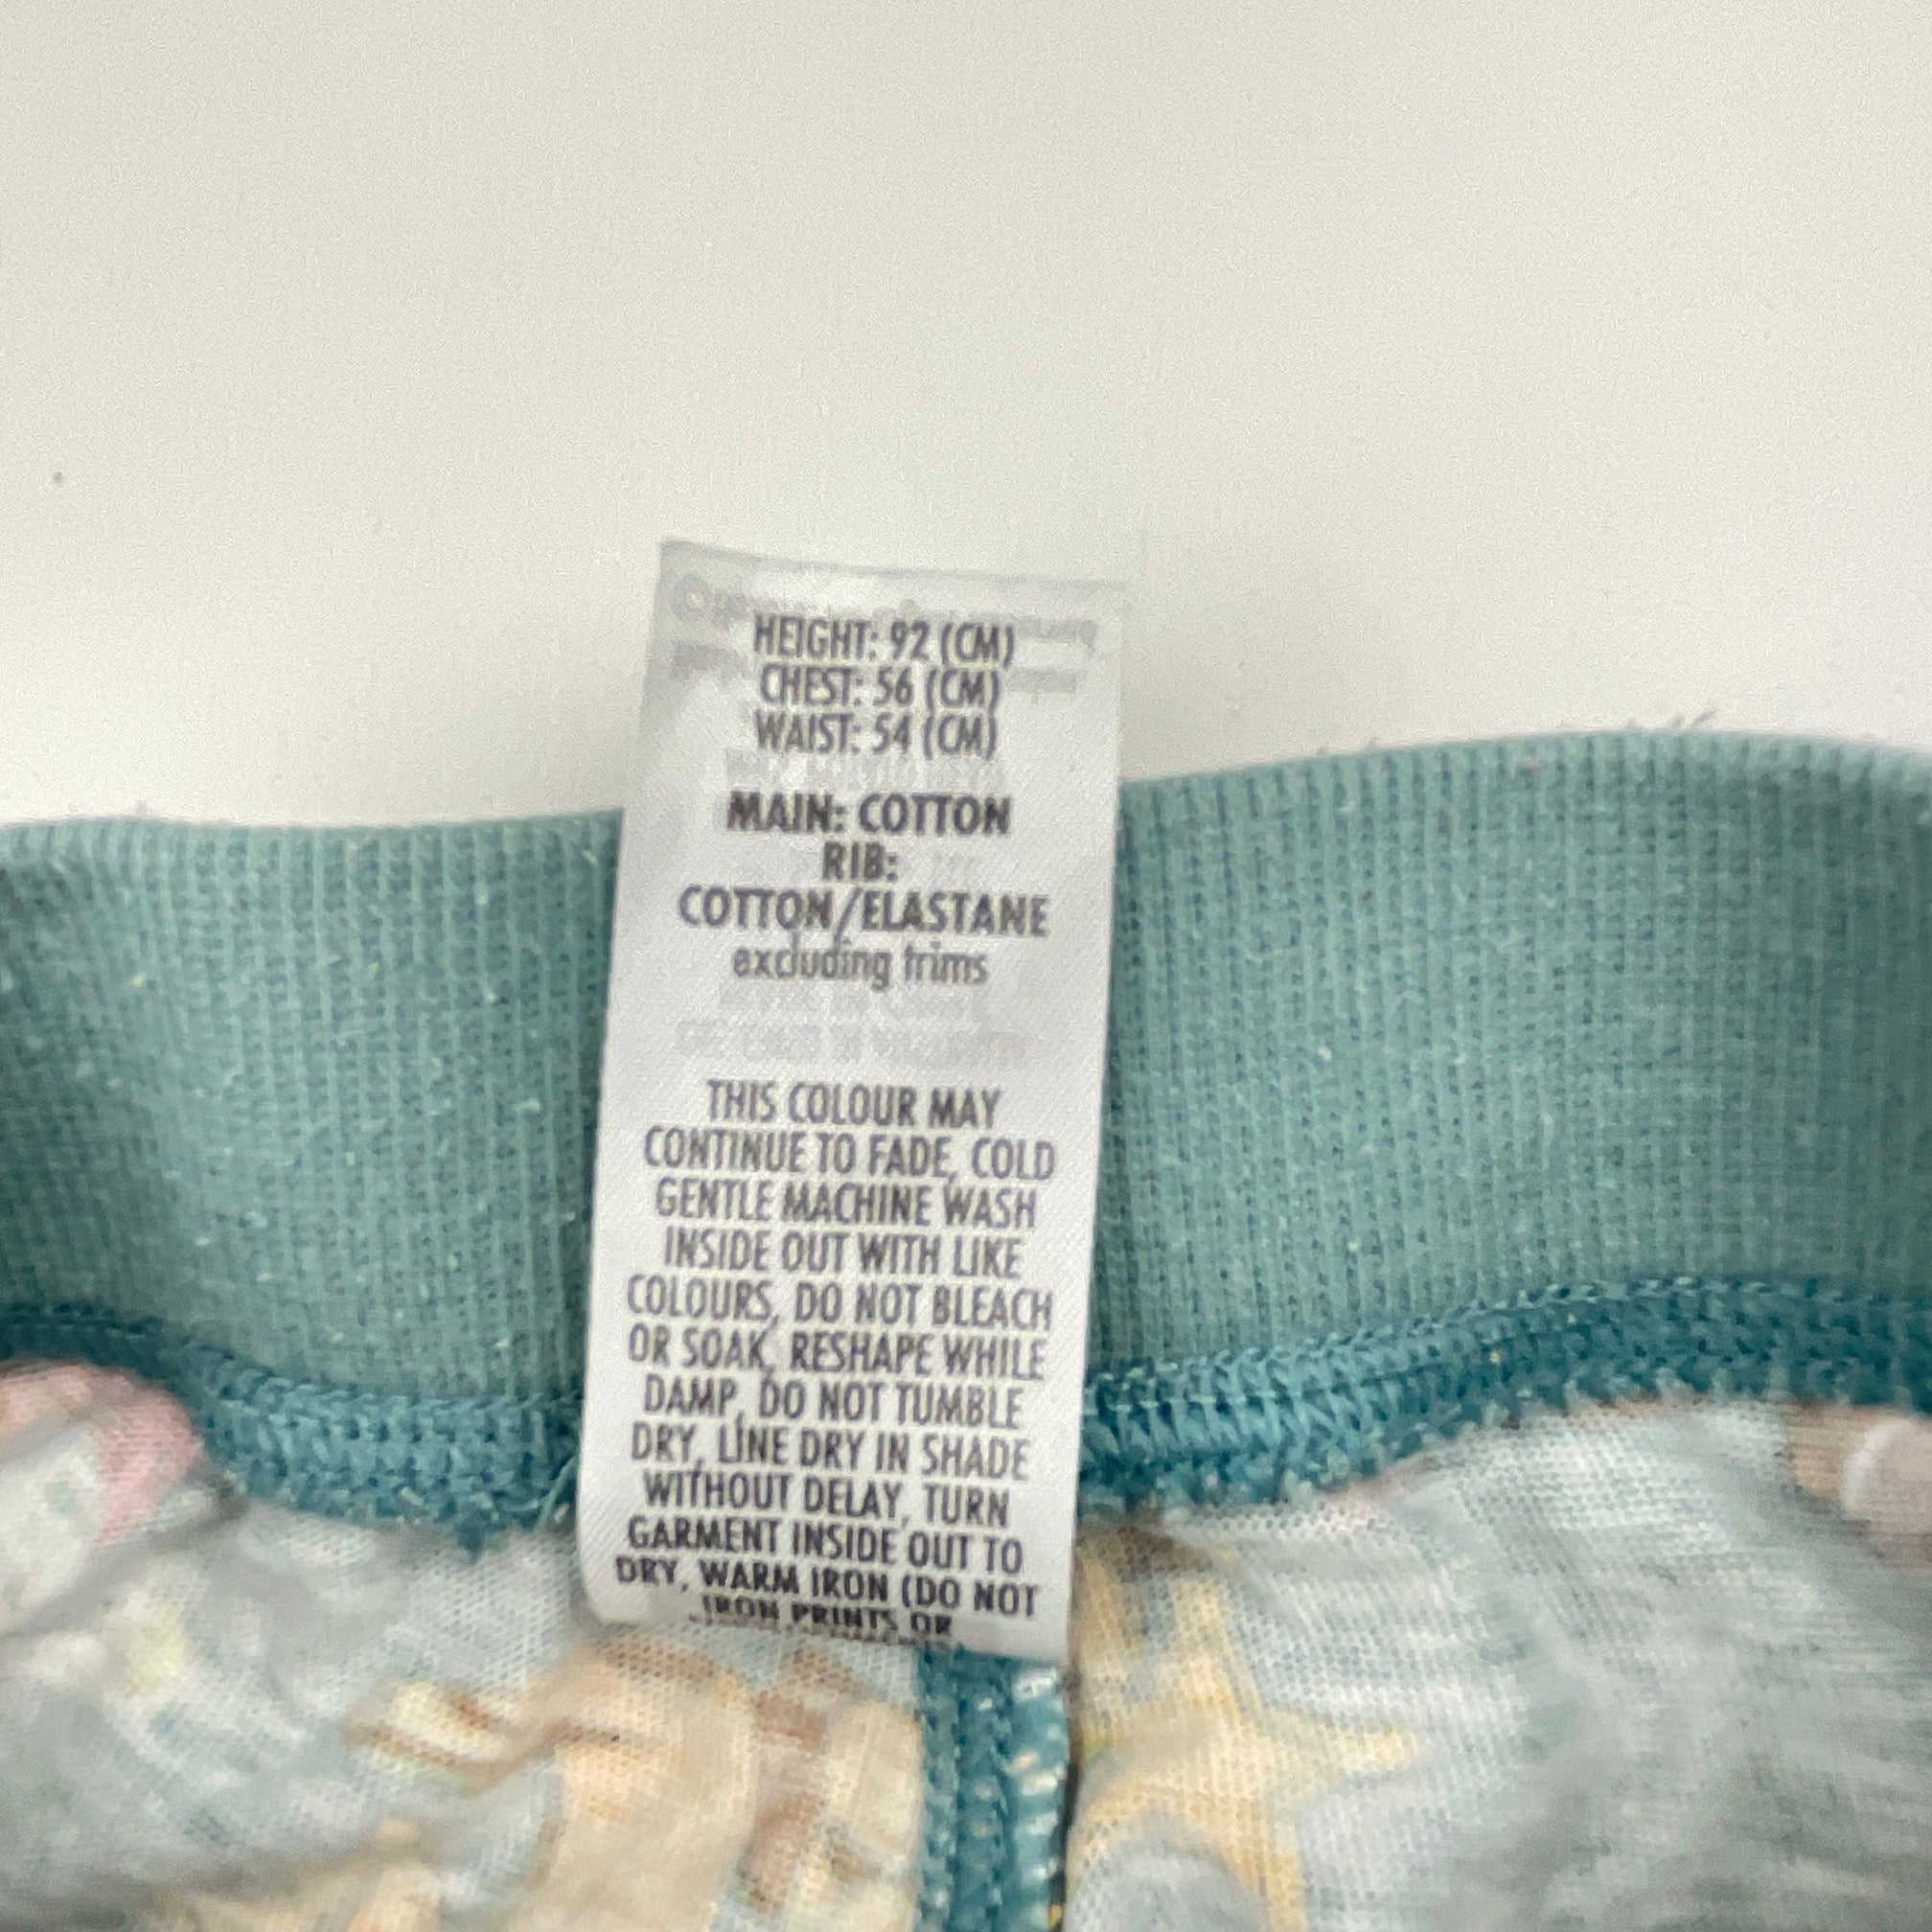 HEIGHT: 92 (CM)
CHEST: 56 (CM)
WAIST: 54 (CM)
MAIN: COTTON
RIB:
COTTON/ELASTANE
excluding trims
THIS COLOUR MAY
CONTINUE TO FADE, COLD
GENTLE MACHINE WASH
INSIDE OUT WITH LIKE
COLOURS, DO NOT BLEACH
OR SOAK, RESHAPE WHILE
DAMP, DO NOT TUMBLE
DRY, LINE DRY IN SHADE
WITHOUT DELAY, TURN
GARMENT INSIDE OUT TO
DRY, WARM IRON (DO NOT
IRON PRINTS OR